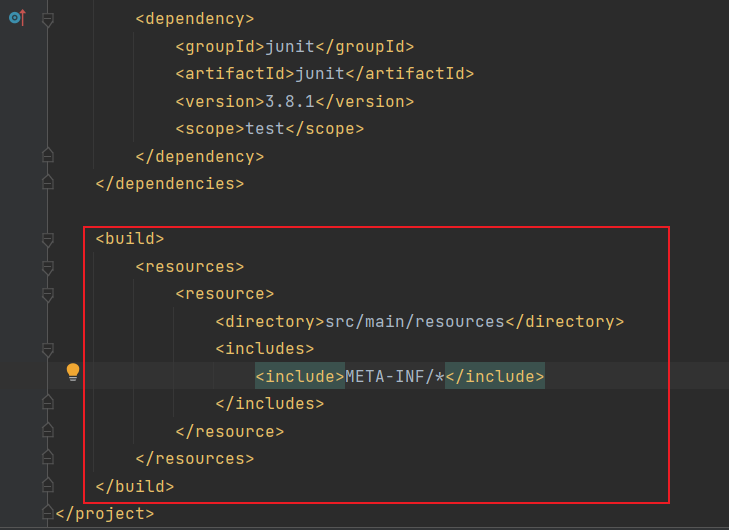 <dependency>
<groupId>junit</groupId>
<artifactId>junit</artifactId>
<version>3.8.1</version>
<scope>test</scope>
</dependency>
</dependencies>
<build>
<resources>
<resource>
<directory>src/main/resources</directory>
<includes>
<include>META-INF/*</include>
</includes>
</resource>
</resources>
</build>
</project>